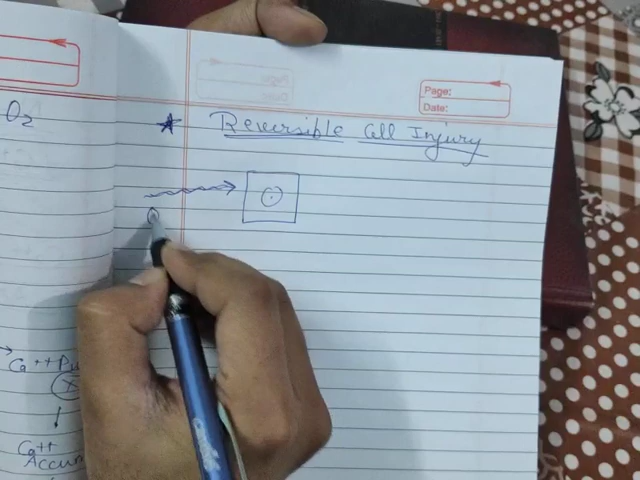 Page:
Date:
O2
* Reversible Cell Injury
Ca++
Ca++
Accum